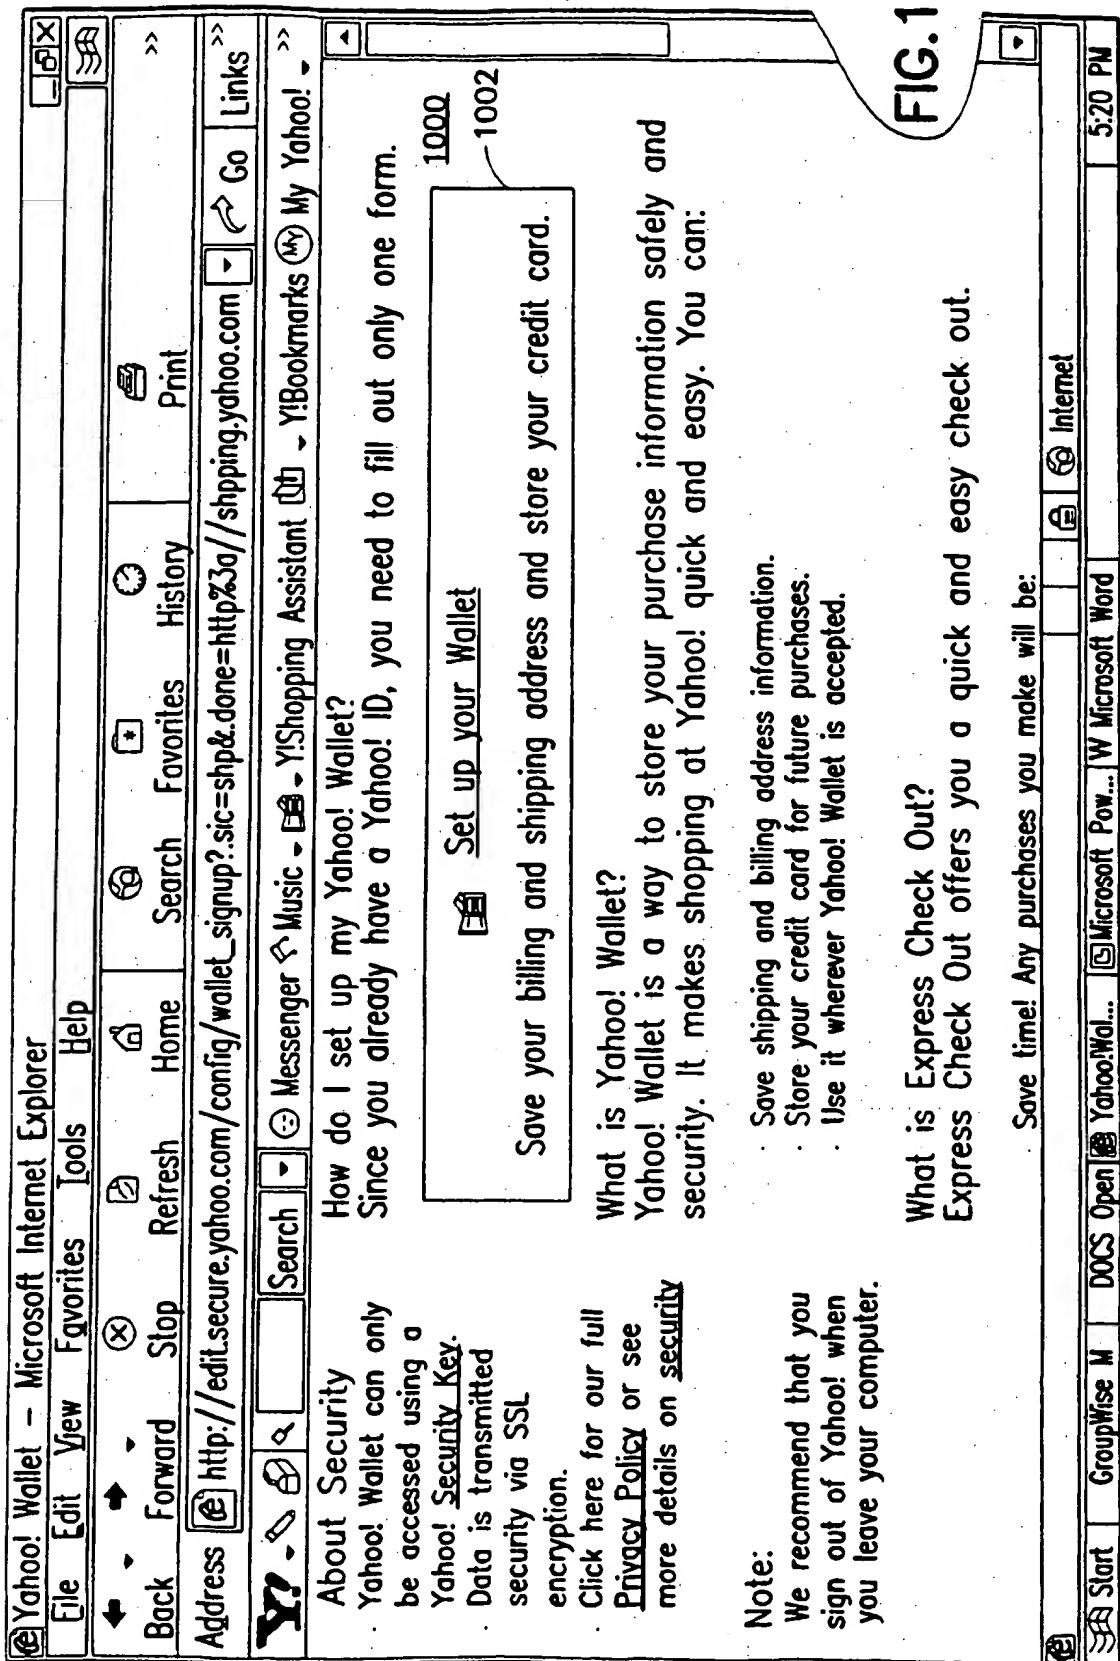 Yahoo! Wallet – Microsoft Internet Explorer
File Edit View Favorites Tools Help
Back Forward Stop Refresh Home Search Favorites History Print >>
Address http://edit.secure.yahoo.com/config/wallet_signup?.sic=shp&.done=http%3a//shpping.yahoo.com Go Links >>
Y! Search Messenger Music Y!Shopping Assistant Y!Bookmarks My My Yahoo! >>
About Security
· Yahoo! Wallet can only
be accessed using a
Yahoo! Security Key.
· Data is transmitted
security via SSL
encryption.
· Click here for our full
Privacy Policy or see
more details on security
Note:
We recommend that you
sign out of Yahoo! when
you leave your computer.
How do I set up my Yahoo! Wallet?
Since you already have a Yahoo! ID, you need to fill out only one form.
1000
1002
Set up your Wallet
Save your billing and shipping address and store your credit card.
What is Yahoo! Wallet?
Yahoo! Wallet is a way to store your purchase information safely and
security. It makes shopping at Yahoo! quick and easy. You can:
· Save shipping and billing address information.
· Store your credit card for future purchases.
· Use it wherever Yahoo! Wallet is accepted.
What is Express Check Out?
Express Check Out offers you a quick and easy check out.
· Save time! Any purchases you make will be:
FIG.1
Internet
Start GroupWise M DOCS Open Yahoo!Wal... Microsoft Pow... W Microsoft Word 5:20 PM